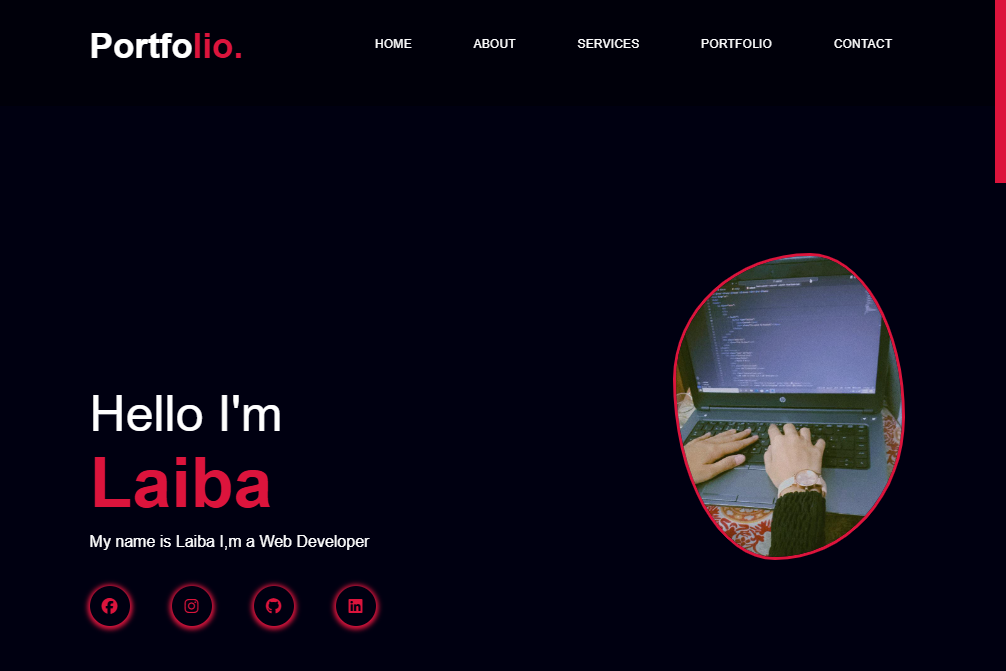 Portfolio.
HOME ABOUT SERVICES PORTFOLIO CONTACT
Hello I'm
Laiba
My name is Laiba I,m a Web Developer